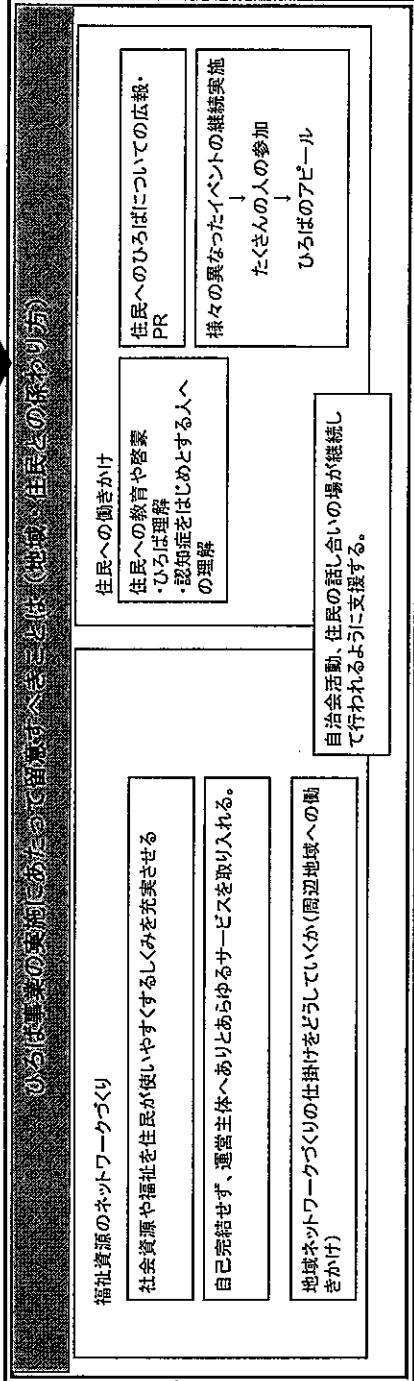 ひろば事業の実施にあたって留意すべきことは（地域・住民との係わり方）
福祉資源のネットワークづくり
社会資源や福祉を住民が使いやすくするしくみを充実させる
自己完結せず、運営主体へありとあらゆるサービスを取り入れる。
地域ネットワークづくりの仕掛けをどうしていくか(周辺地域への働
きかけ)
住民への働きかけ
住民への教育や啓蒙
・ひろば理解
・認知症をはじめとする人へ
の理解
住民へのひろばについての広報・
PR
様々の異なったイベントの継続実施
↓
たくさんの人の参加
↓
ひろばのアピール
自治会活動、住民の話し合いの場が継続し
て行われるように支援する。